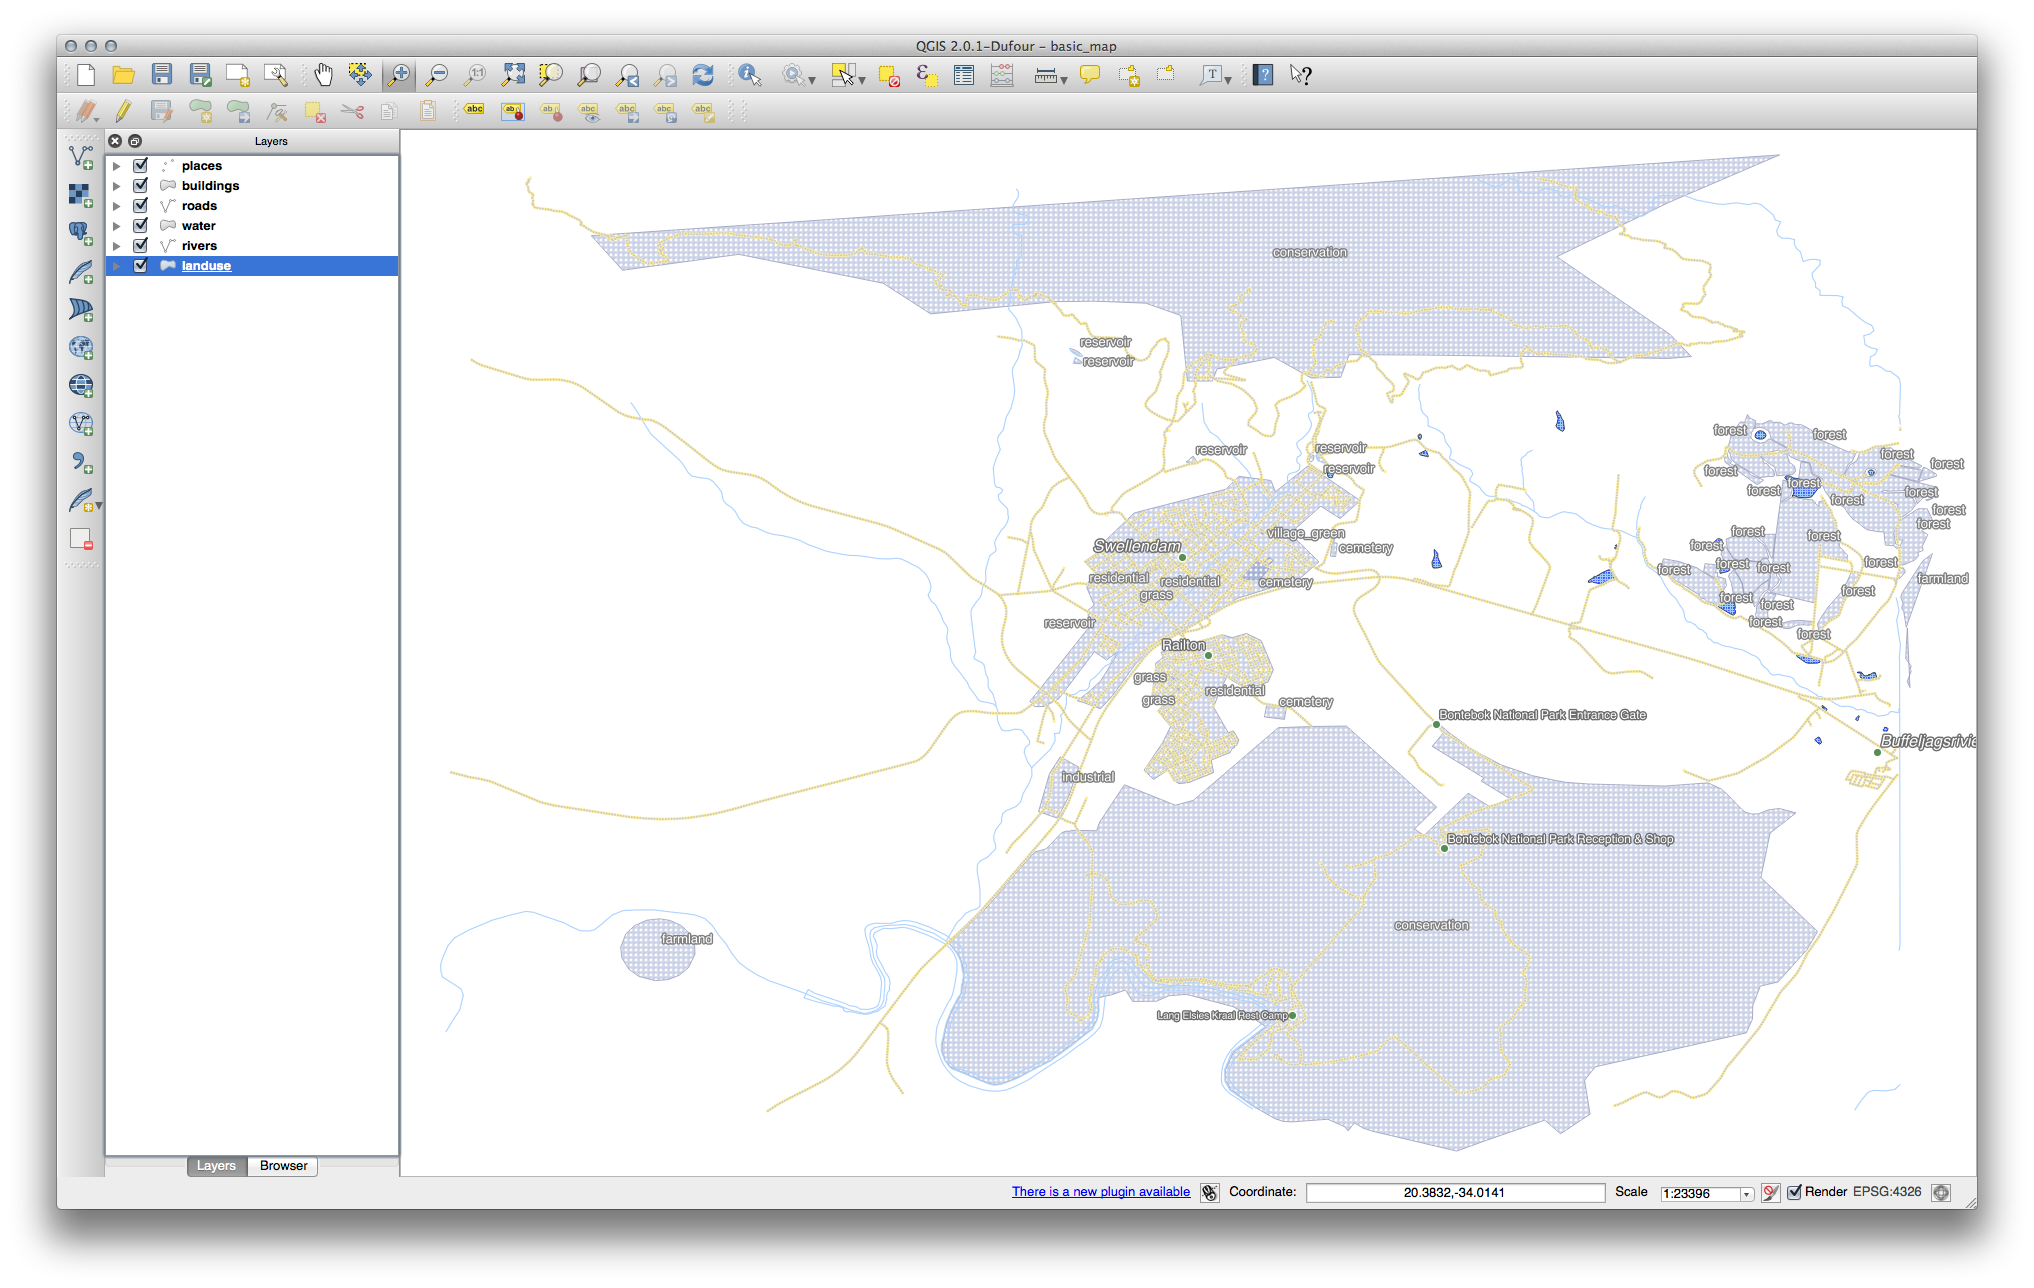 QGIS 2.0.1-Dufour - basic_map
Layers
places
buildings
roads
water
rivers
landuse
conservation
reservoir
reservoir
reservoir
reservoir
reservoir
forest
forest
forest
forest
forest
forest
forest
forest
forest
forest
forest
forest
village_green
Swellendam
cemetery
forest
forest
forest
forest
forest
forest
forest
residential
residential
cemetery
farmland
grass
forest
forest
forest
reservoir
forest
forest
Railton
grass
residential
grass
cemetery
Bontebok National Park Entrance Gate
industrial
Bontebok National Park Reception & Shop
conservation
farmland
Lang Elsies Kraal Rest Camp
Layers
Browser
There is a new plugin available
Coordinate:
20.3832,-34.0141
Scale
1:23396
Render
EPSG:4326